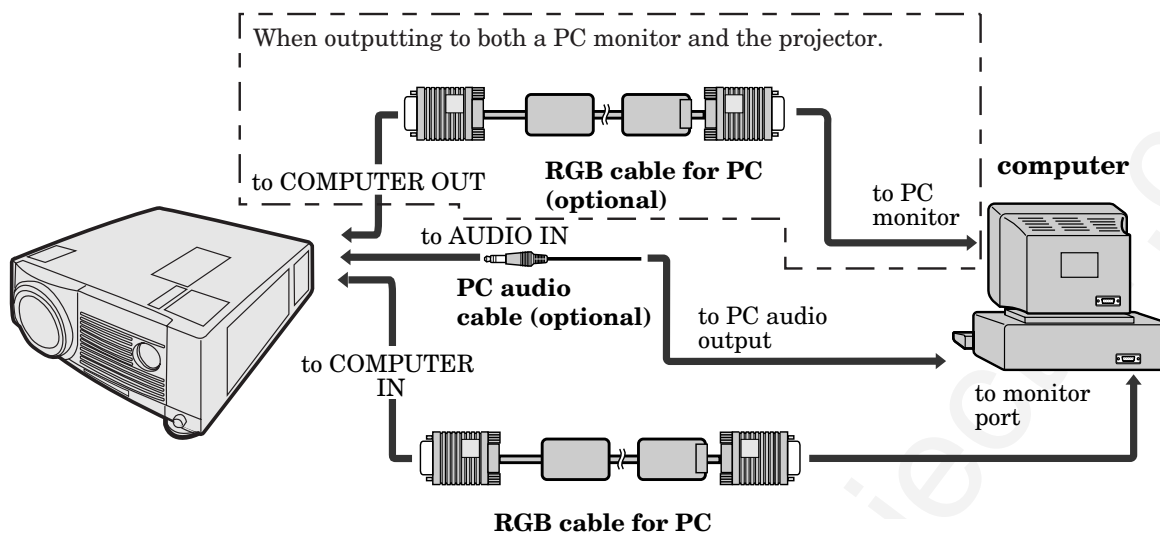 When outputting to both a PC monitor and the projector.
RGB cable for PC
(optional)
computer
to COMPUTER OUT
to PC
monitor
to AUDIO IN
PC audio
cable (optional)
to PC audio
output
to COMPUTER
IN
to monitor
port
RGB cable for PC